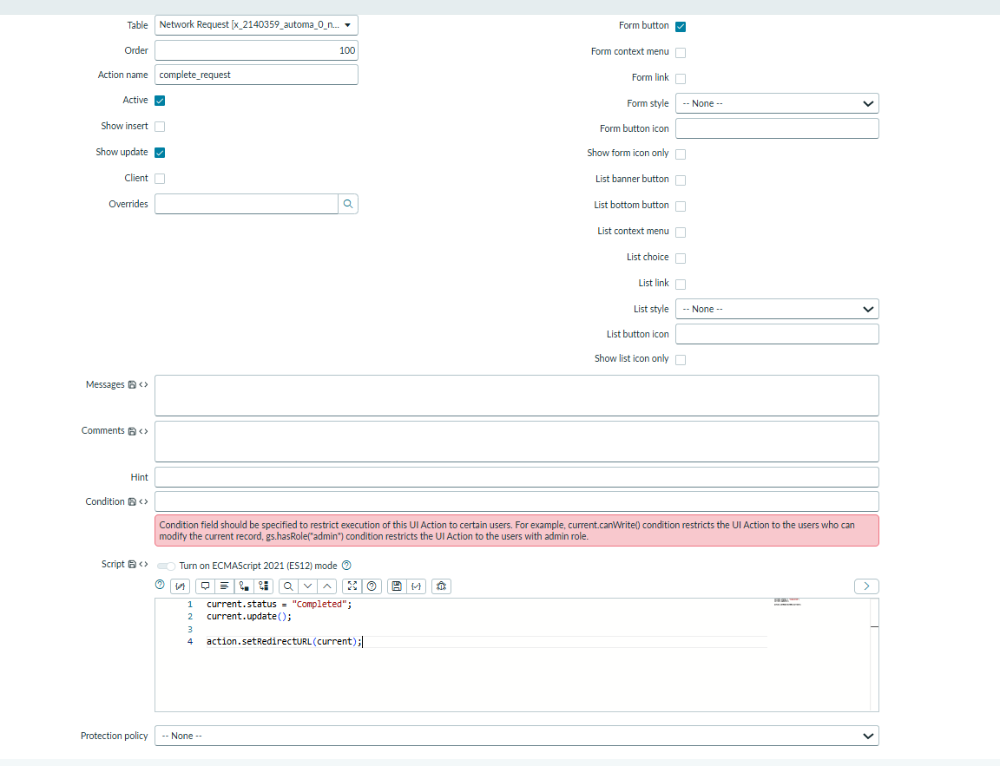 Table Network Request [x_2140359_automa_0_n...
Order 100
Action name complete_request
Active
Show insert
Show update
Client
Overrides
Form button
Form context menu
Form link
Form style -- None --
Form button icon
Show form icon only
List banner button
List bottom button
List context menu
List choice
List link
List style -- None --
List button icon
Show list icon only
Messages
Comments
Hint
Condition
Condition field should be specified to restrict execution of this UI Action to certain users. For example, current.canWrite() condition restricts the UI Action to the users who can
modify the current record, gs.hasRole("admin") condition restricts the UI Action to the users with admin role.
Script Turn on ECMAScript 2021 (ES12) mode
1 current.status = "Completed";
2 current.update();
3
4 action.setRedirectURL(current);
Protection policy -- None --